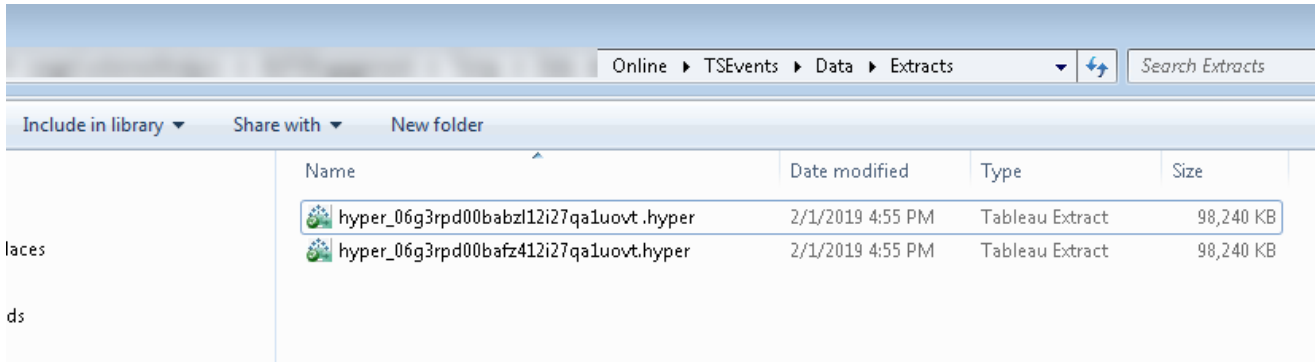 Online ▸ TSEvents ▸ Data ▸ Extracts Search Extracts
Include in library Share with New folder
Name Date modified Type Size
hyper_06g3rpd00babzl12i27qa1uovt .hyper 2/1/2019 4:55 PM Tableau Extract 98,240 KB
laces
hyper_06g3rpd00bafz412i27qa1uovt.hyper 2/1/2019 4:55 PM Tableau Extract 98,240 KB
ds